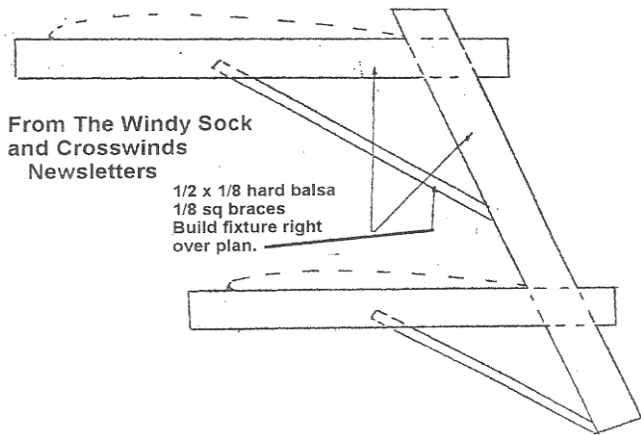 From The Windy Sock
and Crosswinds
Newsletters
1/2 x 1/8 hard balsa
1/8 sq braces
Build fixture right
over plan.